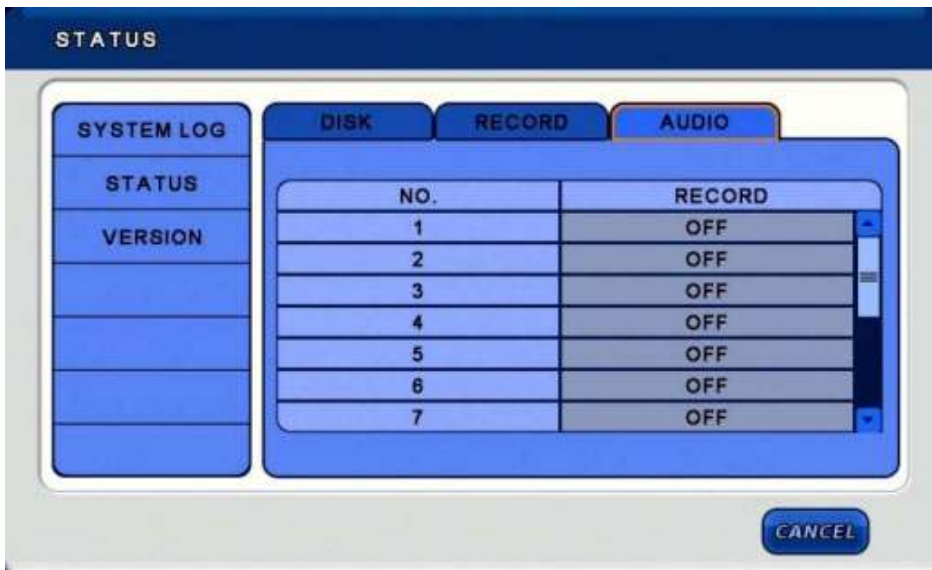 STATUS
SYSTEM LOG
STATUS
VERSION
DISK RECORD AUDIO
NO. RECORD
1 OFF
2 OFF
3 OFF
4 OFF
5 OFF
6 OFF
7 OFF
CANCEL